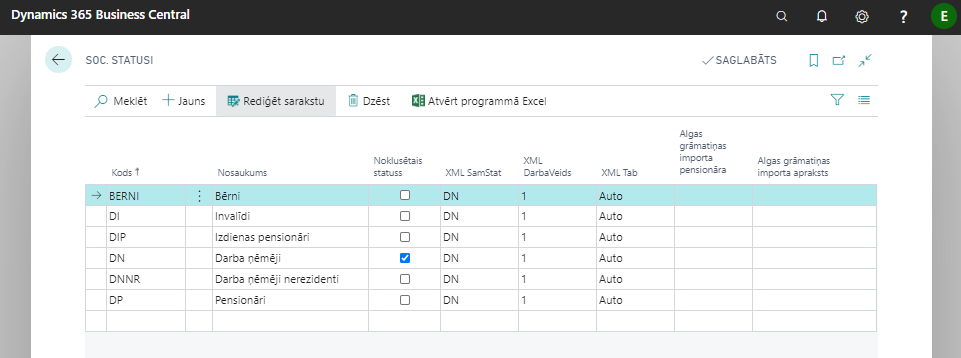 Dynamics 365 Business Central
?
E
SOC. STATUSI
SAGLABĀTS
Meklēt
Jauns
Rediģēt sarakstu
Dzēst
Atvērt programmā Excel
Kods ↑
Nosaukums
Noklusētais
statuss
XML SamStat
XML
DarbaVeids
XML Tab
Algas
grāmatiņas
importa
pensionāra
Algas grāmatiņas
importa apraksts
BERNI Bērni DN 1 Auto
DI Invalīdi DN 1 Auto
DIP Izdienas pensionāri DN 1 Auto
DN Darba ņēmēji DN 1 Auto
DNNR Darba ņēmēji nerezidenti DN 1 Auto
DP Pensionāri DN 1 Auto